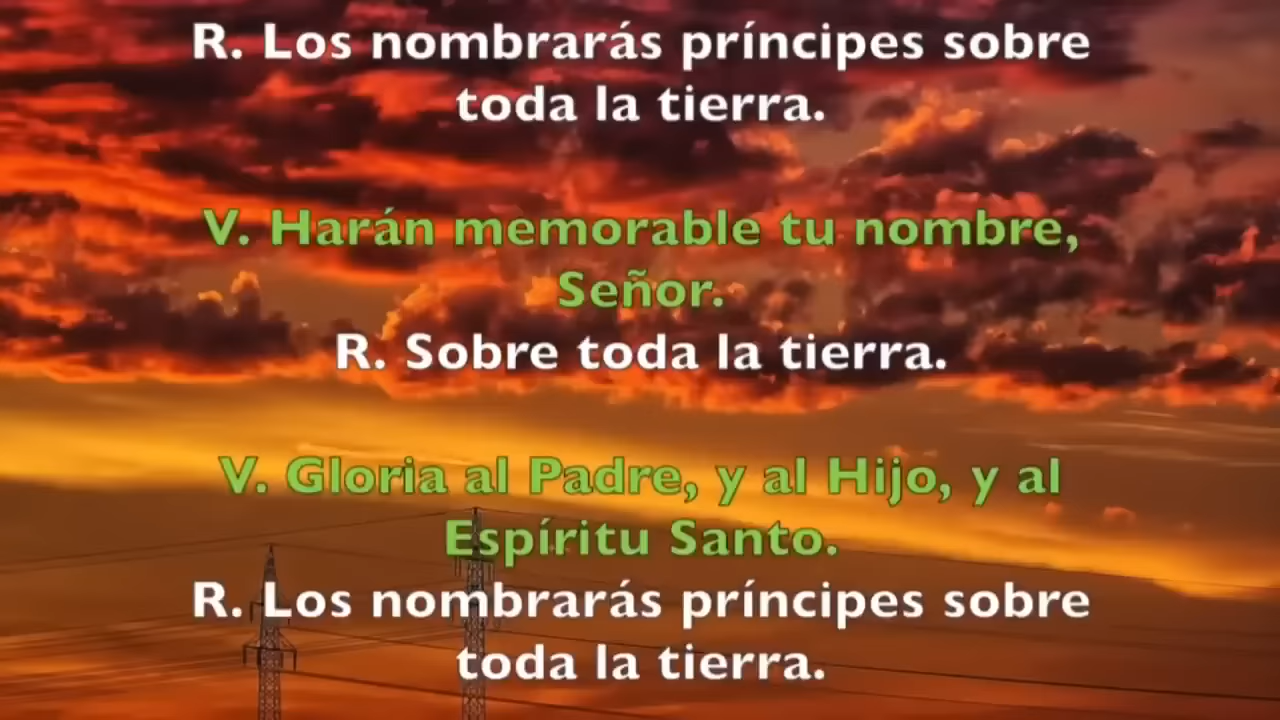 R. Los nombrarás príncipes sobre
toda la tierra.
V. Harán memorable tu nombre,
Señor.
R. Sobre toda la tierra.
V. Gloria al Padre, y al Hijo, y al
Espíritu Santo.
R. Los nombrarás príncipes sobre
toda la tierra.